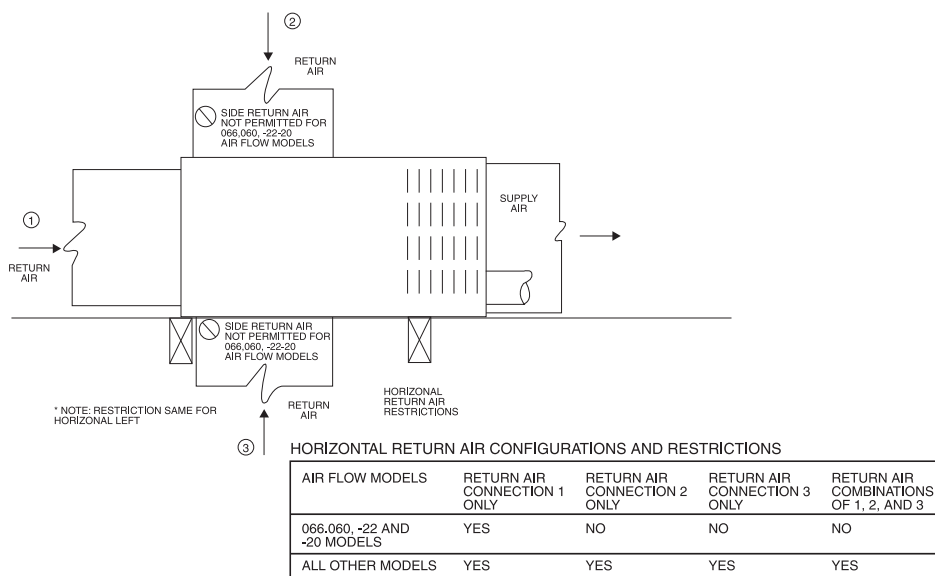 ②
RETURN
AIR
SIDE RETURN AIR
NOT PERMITTED FOR
066,060, -22-20
AIR FLOW MODELS
SUPPLY
AIR
①
RETURN
AIR
SIDE RETURN AIR
NOT PERMITTED FOR
066,060, -22-20
AIR FLOW MODELS
HORIZONAL
RETURN AIR
RESTRICTIONS
* NOTE: RESTRICTION SAME FOR
HORIZONAL LEFT
RETURN
AIR
③
HORIZONTAL RETURN AIR CONFIGURATIONS AND RESTRICTIONS
AIR FLOW MODELS
RETURN AIR
CONNECTION 1
ONLY
RETURN AIR
CONNECTION 2
ONLY
RETURN AIR
CONNECTION 3
ONLY
RETURN AIR
COMBINATIONS
OF 1, 2, AND 3
066.060, -22 AND
-20 MODELS
YES
NO
NO
NO
ALL OTHER MODELS
YES
YES
YES
YES